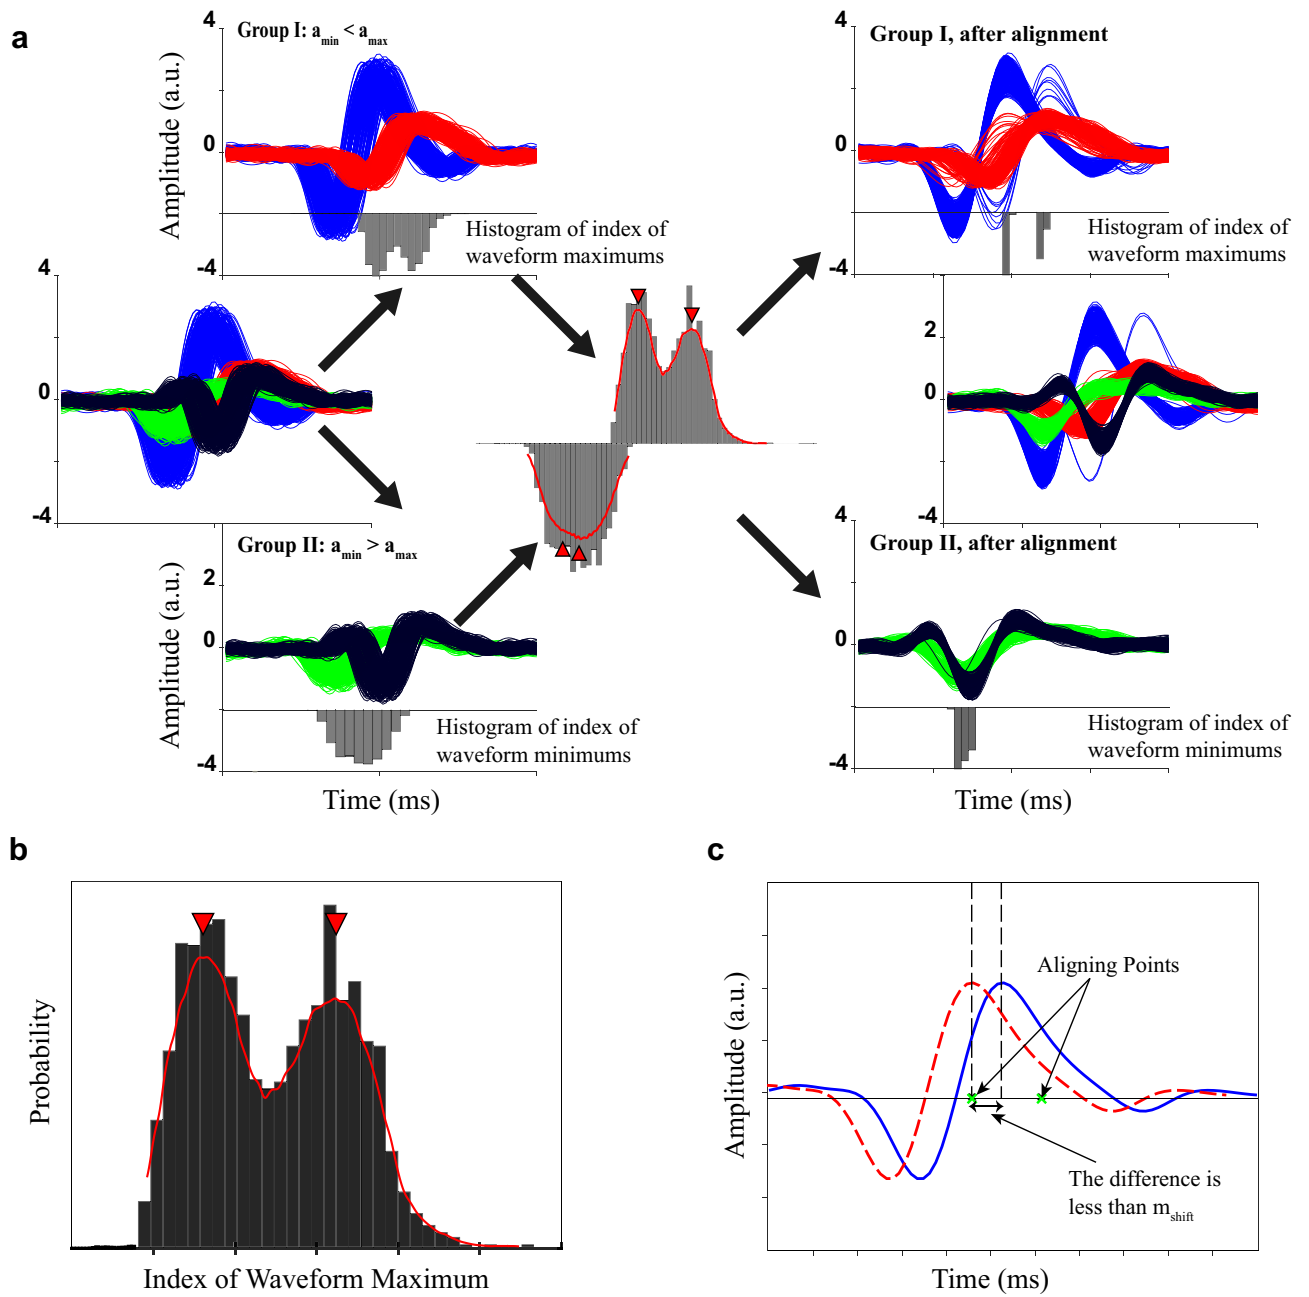 a
Group I: a_min < a_max
4
0
-4
Amplitude (a.u.)
Histogram of index of
waveform maximums
Group I, after alignment
4
0
-4
Histogram of index of
waveform maximums
4
0
-4
2
0
-4
Group II: a_min > a_max
2
0
-4
Amplitude (a.u.)
Histogram of index of
waveform minimums
Time (ms)
4
Group II, after alignment
0
-4
Histogram of index of
waveform minimums
Time (ms)
b
Probability
Index of Waveform Maximum
c
Amplitude (a.u.)
Aligning Points
The difference is
less than m_shift
Time (ms)